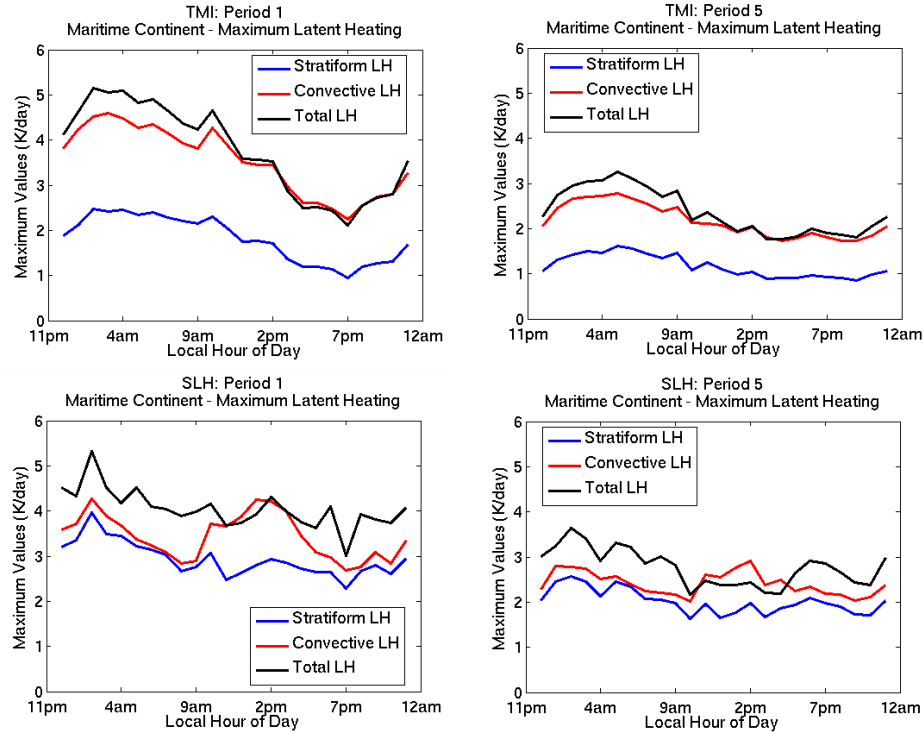 TMI: Period 1
Maritime Continent - Maximum Latent Heating
Maximum Values (K/day)
6
5
4
3
2
1
0
Stratiform LH
Convective LH
Total LH
11pm 4am 9am 2pm 7pm 12am
Local Hour of Day
TMI: Period 5
Maritime Continent - Maximum Latent Heating
Maximum Values (K/day)
6
5
4
3
2
1
0
Stratiform LH
Convective LH
Total LH
11pm 4am 9am 2pm 7pm 12am
Local Hour of Day
SLH: Period 1
Maritime Continent - Maximum Latent Heating
Maximum Values (K/day)
6
5
4
3
2
1
0
Stratiform LH
Convective LH
Total LH
11pm 4am 9am 2pm 7pm 12am
Local Hour of Day
SLH: Period 5
Maritime Continent - Maximum Latent Heating
Maximum Values (K/day)
6
5
4
3
2
1
0
Stratiform LH
Convective LH
Total LH
11pm 4am 9am 2pm 7pm 12am
Local Hour of Day